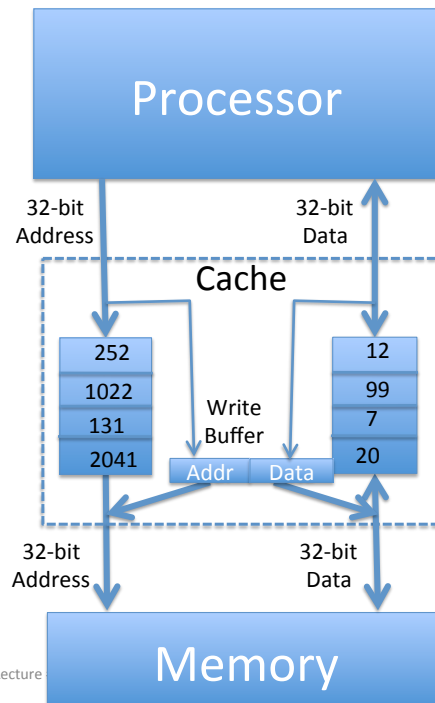 Processor
32-bit
Address
32-bit
Data
Cache
252
1022
131
2041
12
99
7
20
Write
Buffer
Addr
Data
32-bit
Address
32-bit
Data
Memory
ecture